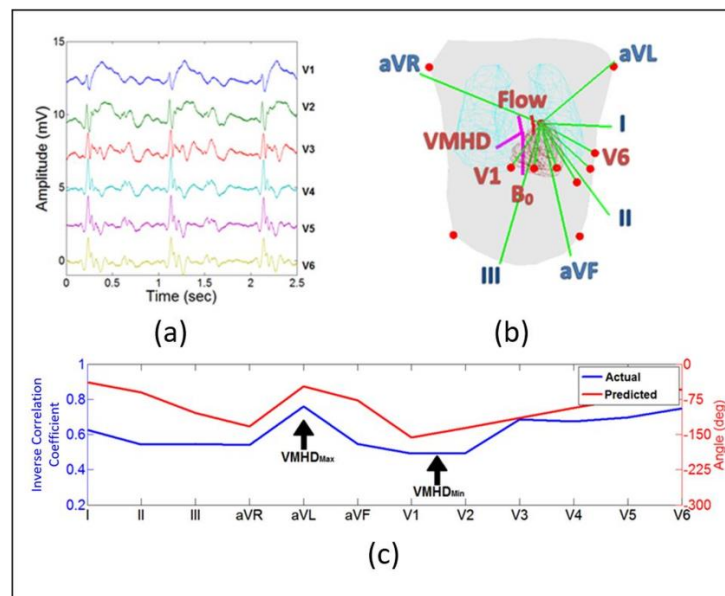 15
10
5
0
Amplitude (mV)
V1
V2
V3
V4
V5
V6
0 0.5 1 1.5 2 2.5
Time (sec)
(a)
aVR
aVL
Flow
I
VMHD
V6
V1
B0
II
III
aVF
(b)
1
0.8
0.6
0.4
0.2
Inverse Correlation
Coefficient
Actual
Predicted
VMHDMax
VMHDMin
0
-75
-150
-225
-300
Angle (deg)
I II III aVR aVL aVF V1 V2 V3 V4 V5 V6
(c)